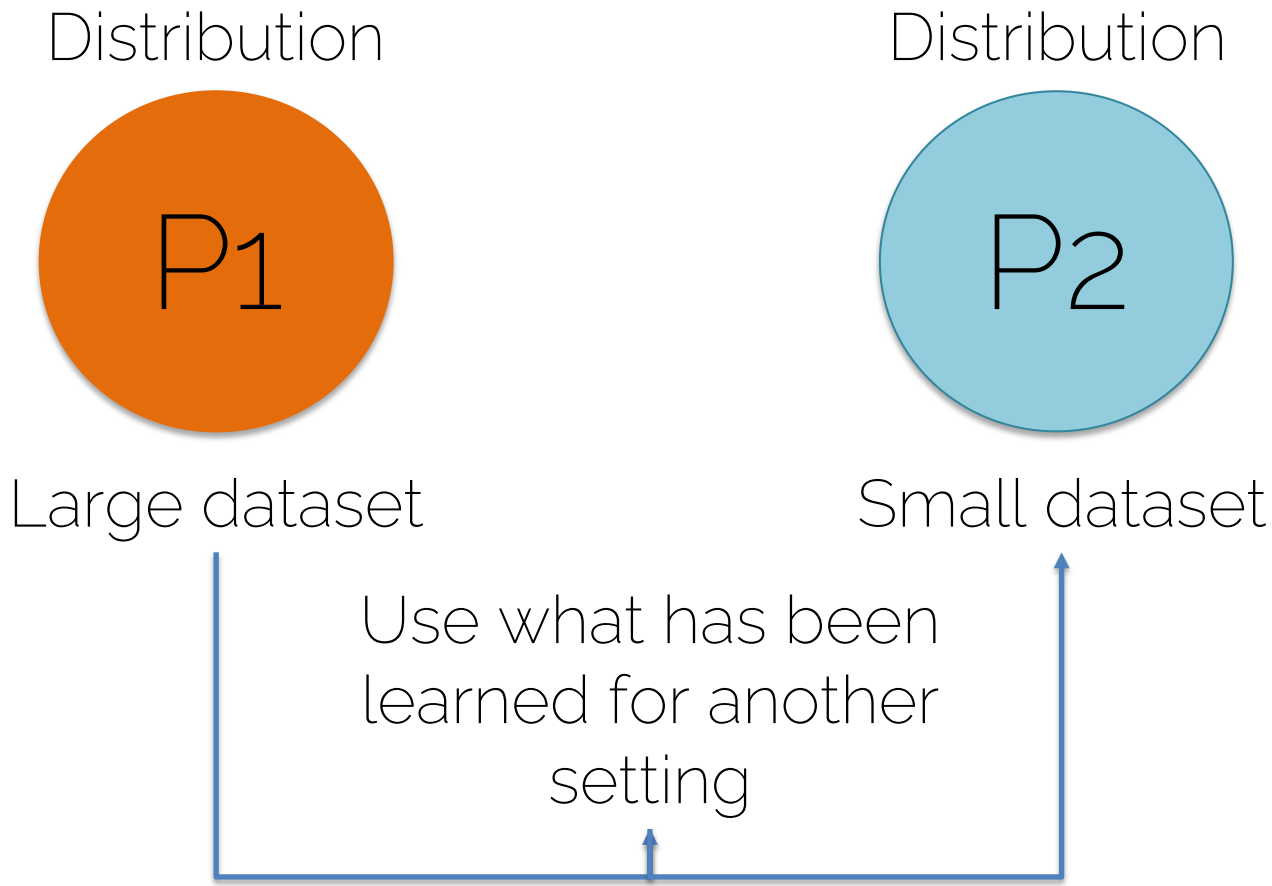 Distribution
Distribution
P1
P2
Large dataset
Small dataset
Use what has been
learned for another
setting